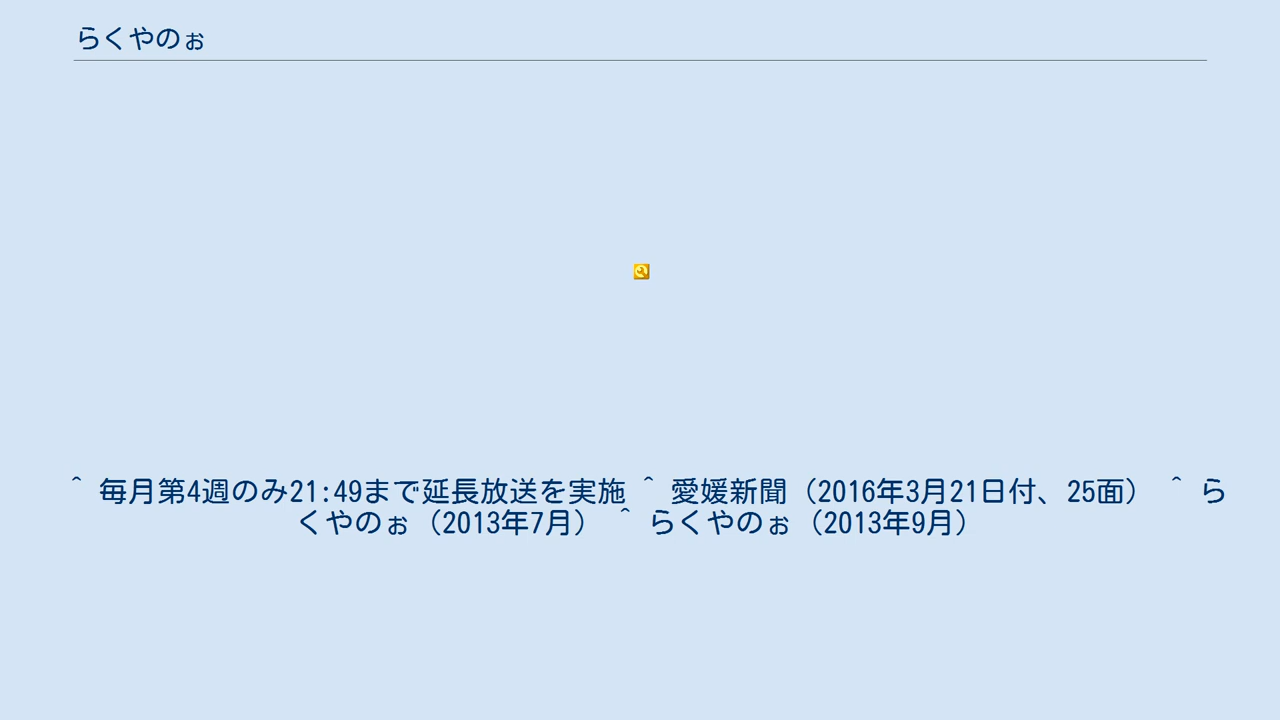 らくやのぉ
^ 毎月第4週のみ21:49まで延長放送を実施 ^ 愛媛新聞（2016年3月21日付、25面） ^ ら
くやのぉ（2013年7月） ^ らくやのぉ（2013年9月）